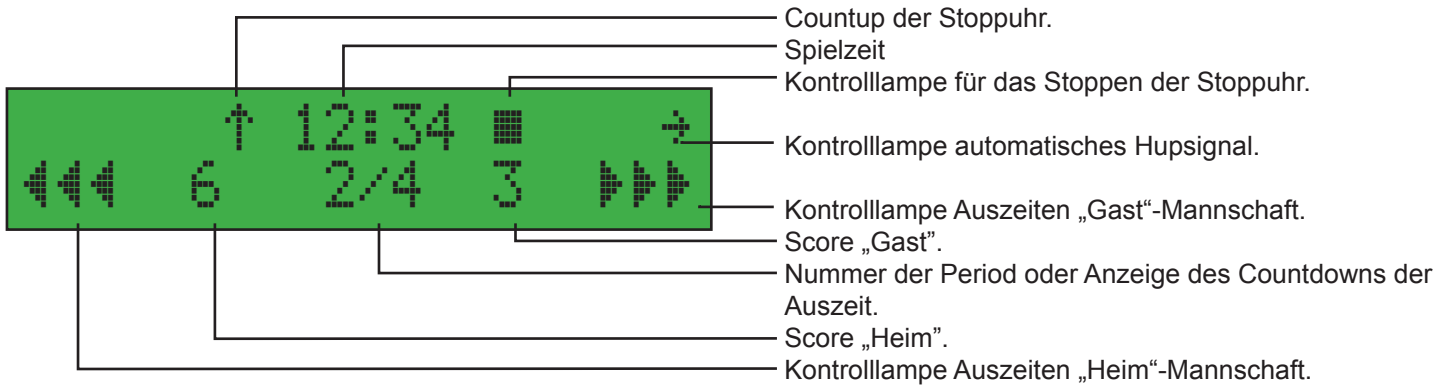 Countup der Stoppuhr.
Spielzeit
Kontrolllampe für das Stoppen der Stoppuhr.
↑ 12:34 ■ →
Kontrolllampe automatisches Hupsignal.
◀◀◀ 6 2/4 3 ▶▶▶
Kontrolllampe Auszeiten „Gast“-Mannschaft.
Score „Gast”.
Nummer der Period oder Anzeige des Countdowns der
Auszeit.
Score „Heim”.
Kontrolllampe Auszeiten „Heim“-Mannschaft.